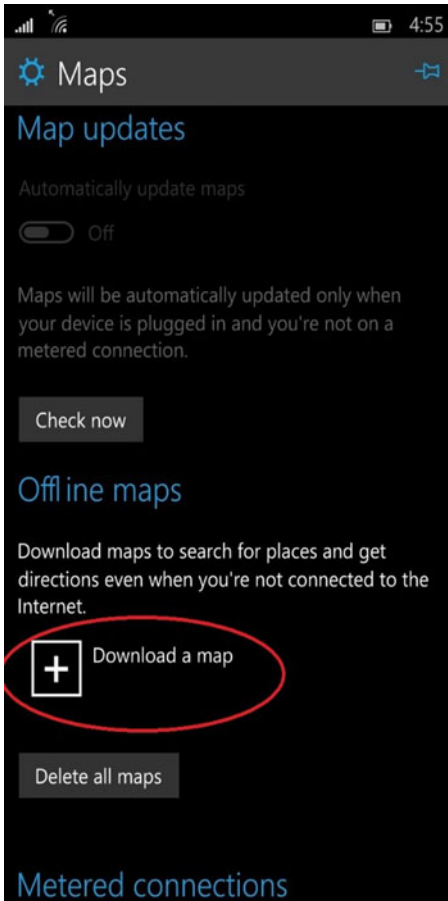 4:55
Maps
Map updates
Automatically update maps
Off
Maps will be automatically updated only when
your device is plugged in and you're not on a
metered connection.
Check now
Offline maps
Download maps to search for places and get
directions even when you're not connected to the
Internet.
Download a map
Delete all maps
Metered connections